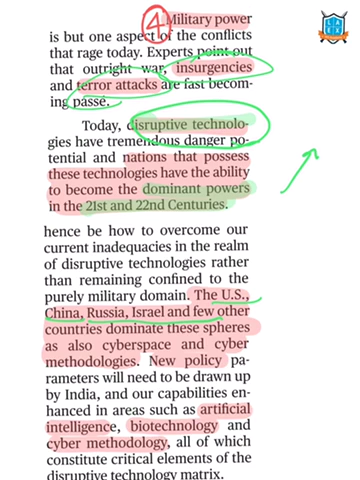 4
Military power
is but one aspect of the conflicts
that rage today. Experts point out
that outright war, insurgencies
and terror attacks are fast becom-
ing passé.
Today, disruptive technolo-
gies have tremendous danger po-
tential and nations that possess
these technologies have the ability
to become the dominant powers
in the 21st and 22nd Centuries.
hence be how to overcome our
current inadequacies in the realm
of disruptive technologies rather
than remaining confined to the
purely military domain. The U.S.,
China, Russia, Israel and few other
countries dominate these spheres
as also cyberspace and cyber
methodologies. New policy pa-
rameters will need to be drawn up
by India, and our capabilities en-
hanced in areas such as artificial
intelligence, biotechnology and
cyber methodology, all of which
constitute critical elements of the
disruptive technology matrix.